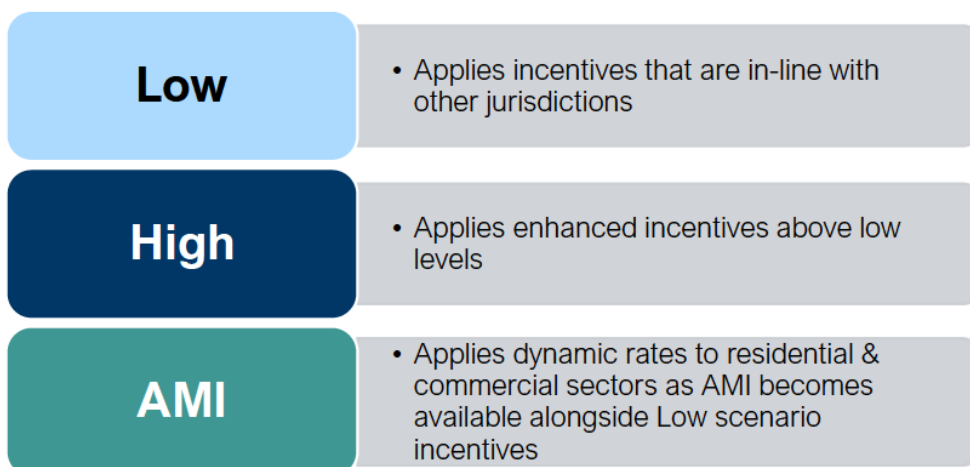 Low
• Applies incentives that are in-line with
other jurisdictions
High
• Applies enhanced incentives above low
levels
AMI
• Applies dynamic rates to residential &
commercial sectors as AMI becomes
available alongside Low scenario
incentives